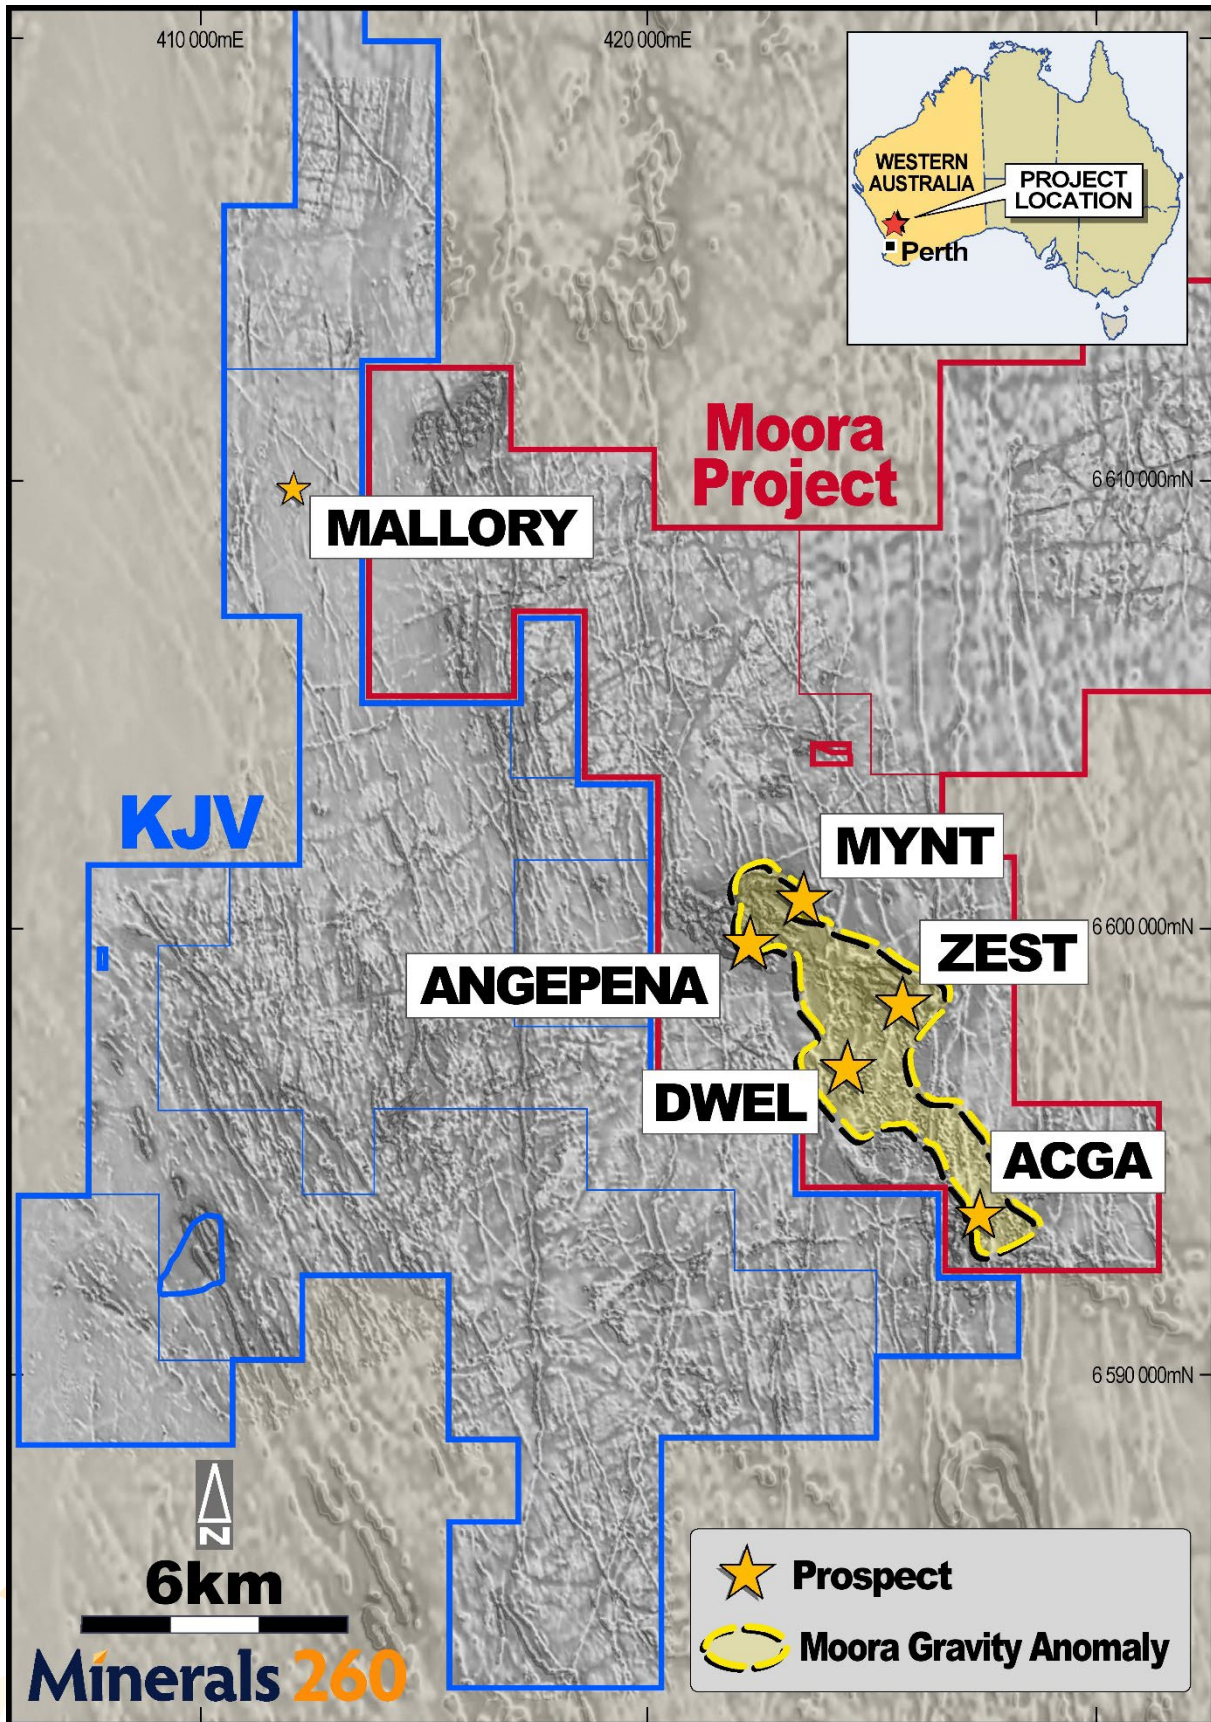 410 000mE
420 000mE
WESTERN
AUSTRALIA
PROJECT
LOCATION
Perth
Moora
Project
6 610 000mN
MALLORY
KJV
MYNT
6 600 000mN
ZEST
ANGEPENA
DWEL
ACGA
6 590 000mN
N
6km
Minerals 260
Prospect
Moora Gravity Anomaly